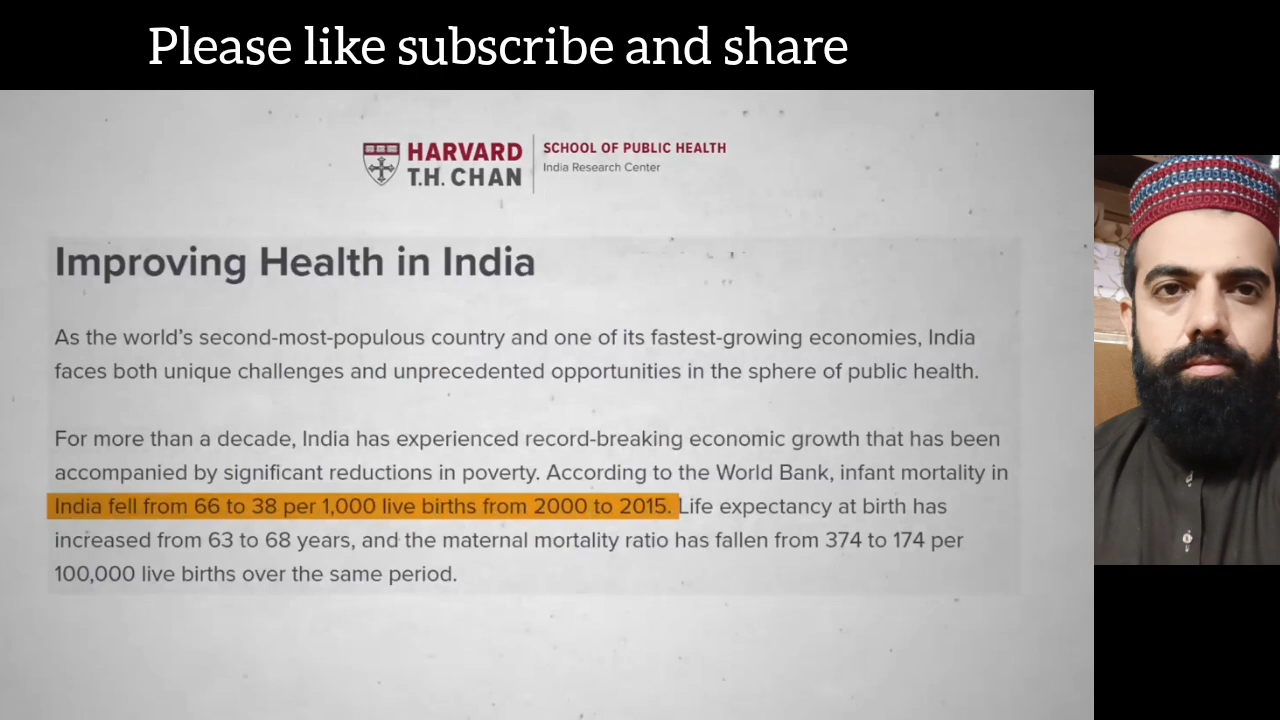 Please like subscribe and share
HARVARD
T.H. CHAN
SCHOOL OF PUBLIC HEALTH
India Research Center
Improving Health in India
As the world's second-most-populous country and one of its fastest-growing economies, India
faces both unique challenges and unprecedented opportunities in the sphere of public health.
For more than a decade, India has experienced record-breaking economic growth that has been
accompanied by significant reductions in poverty. According to the World Bank, infant mortality in
India fell from 66 to 38 per 1,000 live births from 2000 to 2015. Life expectancy at birth has
increased from 63 to 68 years, and the maternal mortality ratio has fallen from 374 to 174 per
100,000 live births over the same period.